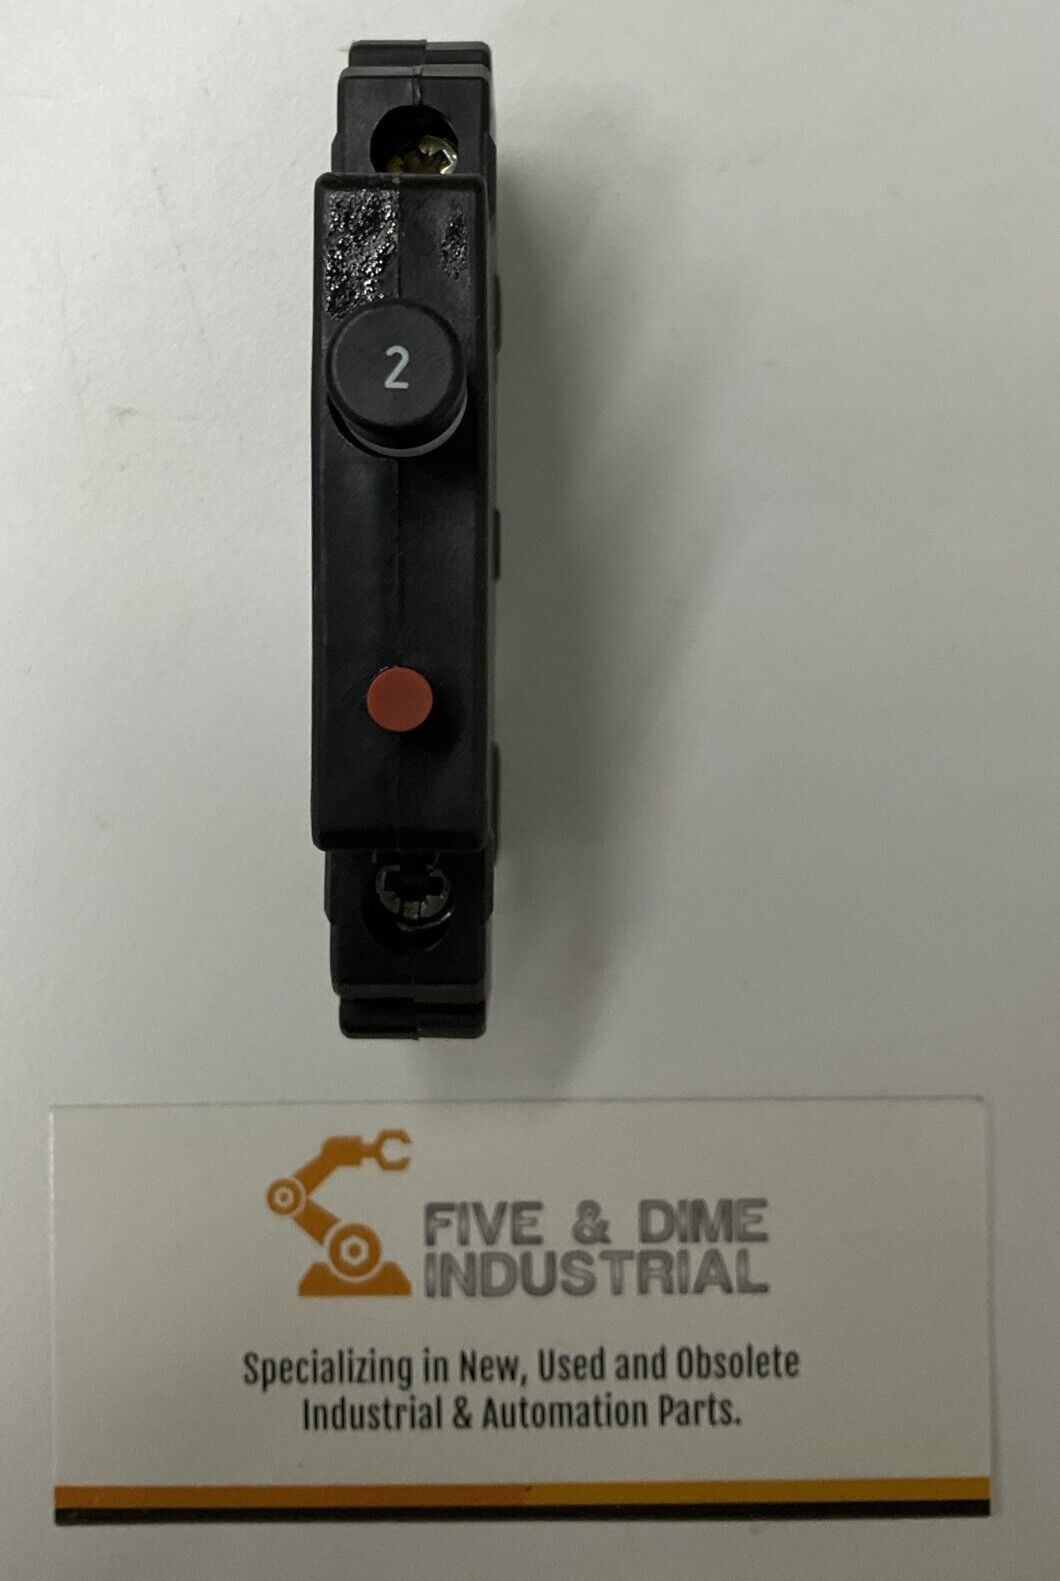 2
FIVE & DIME
INDUSTRIAL
Specializing in New, Used and Obsolete
Industrial & Automation Parts.